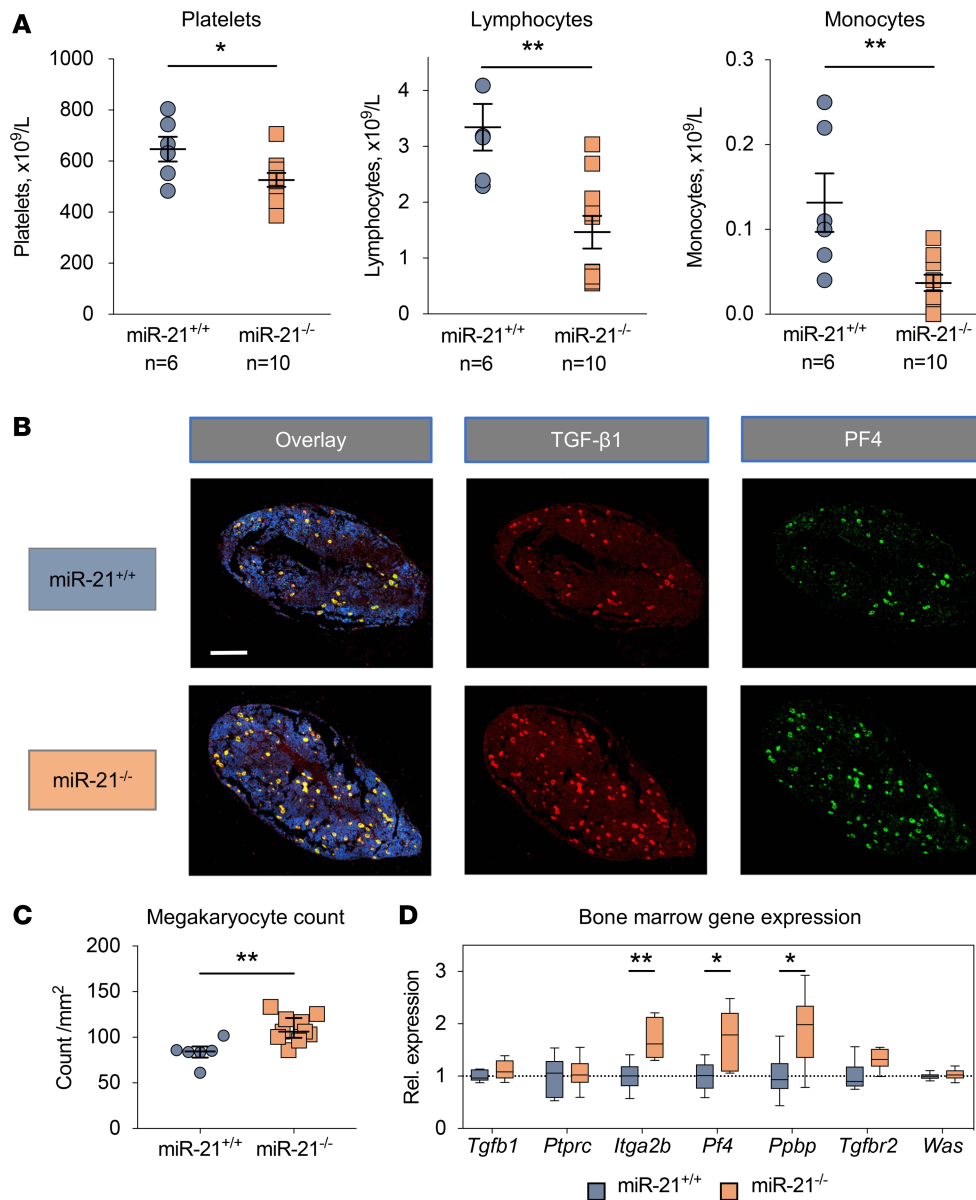 A
Platelets
Lymphocytes
Monocytes
*
**
**
Platelets, x10⁹/L
1000
800
600
400
200
0
miR-21⁺/⁺
miR-21⁻/⁻
n=6
n=10
Lymphocytes, x10⁹/L
4
3
2
1
0
miR-21⁺/⁺
miR-21⁻/⁻
n=6
n=10
Monocytes, x10⁹/L
0.3
0.2
0.1
0.0
miR-21⁺/⁺
miR-21⁻/⁻
n=6
n=10
B
Overlay
TGF-β1
PF4
miR-21⁺/⁺
miR-21⁻/⁻
C
Megakaryocyte count
**
Count /mm²
200
150
100
50
0
miR-21⁺/⁺
miR-21⁻/⁻
D
Bone marrow gene expression
**
*
*
Rel. expression
3
2
1
0
Tgfb1
Ptprc
Itga2b
Pf4
Ppbp
Tgfbr2
Was
miR-21⁺/⁺
miR-21⁻/⁻